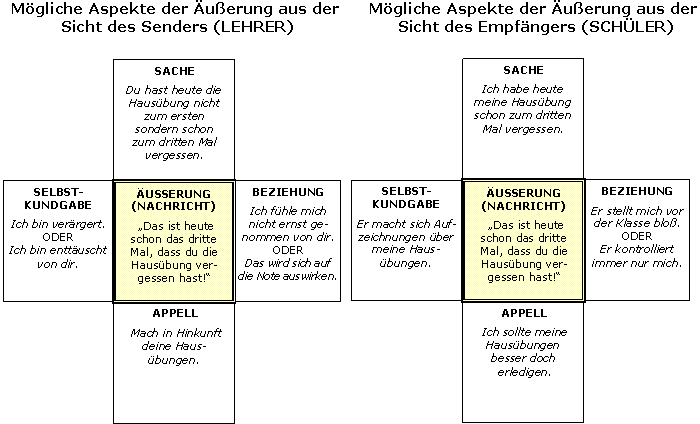 Mögliche Aspekte der Äußerung aus der
Sicht des Senders (LEHRER)
SACHE
Du hast heute die
Hausübung nicht
zum ersten
sondern schon
zum dritten Mal
vergessen.
SELBST-
KUNDGABE
Ich bin verärgert.
ODER
Ich bin enttäuscht
von dir.
ÄUSSERUNG
(NACHRICHT)
„Das ist heute
schon das dritte
Mal, dass du die
Hausübung ver-
gessen hast!“
BEZIEHUNG
Ich fühle mich
nicht ernst ge-
nommen von dir.
ODER
Das wird sich auf
die Note auswirken.
APPELL
Mach in Hinkunft
deine Haus-
übungen.
Mögliche Aspekte der Äußerung aus der
Sicht des Empfängers (SCHÜLER)
SACHE
Ich habe heute
meine Hausübung
schon zum dritten
Mal vergessen.
SELBST-
KUNDGABE
Er macht sich Auf-
zeichnungen über
meine Haus-
übungen.
ÄUSSERUNG
(NACHRICHT)
„Das ist heute
schon das dritte
Mal, dass du die
Hausübung ver-
gessen hast!“
BEZIEHUNG
Er stellt mich vor
der Klasse bloß.
ODER
Er kontrolliert
immer nur mich.
APPELL
Ich sollte meine
Hausübungen
besser doch
erledigen.